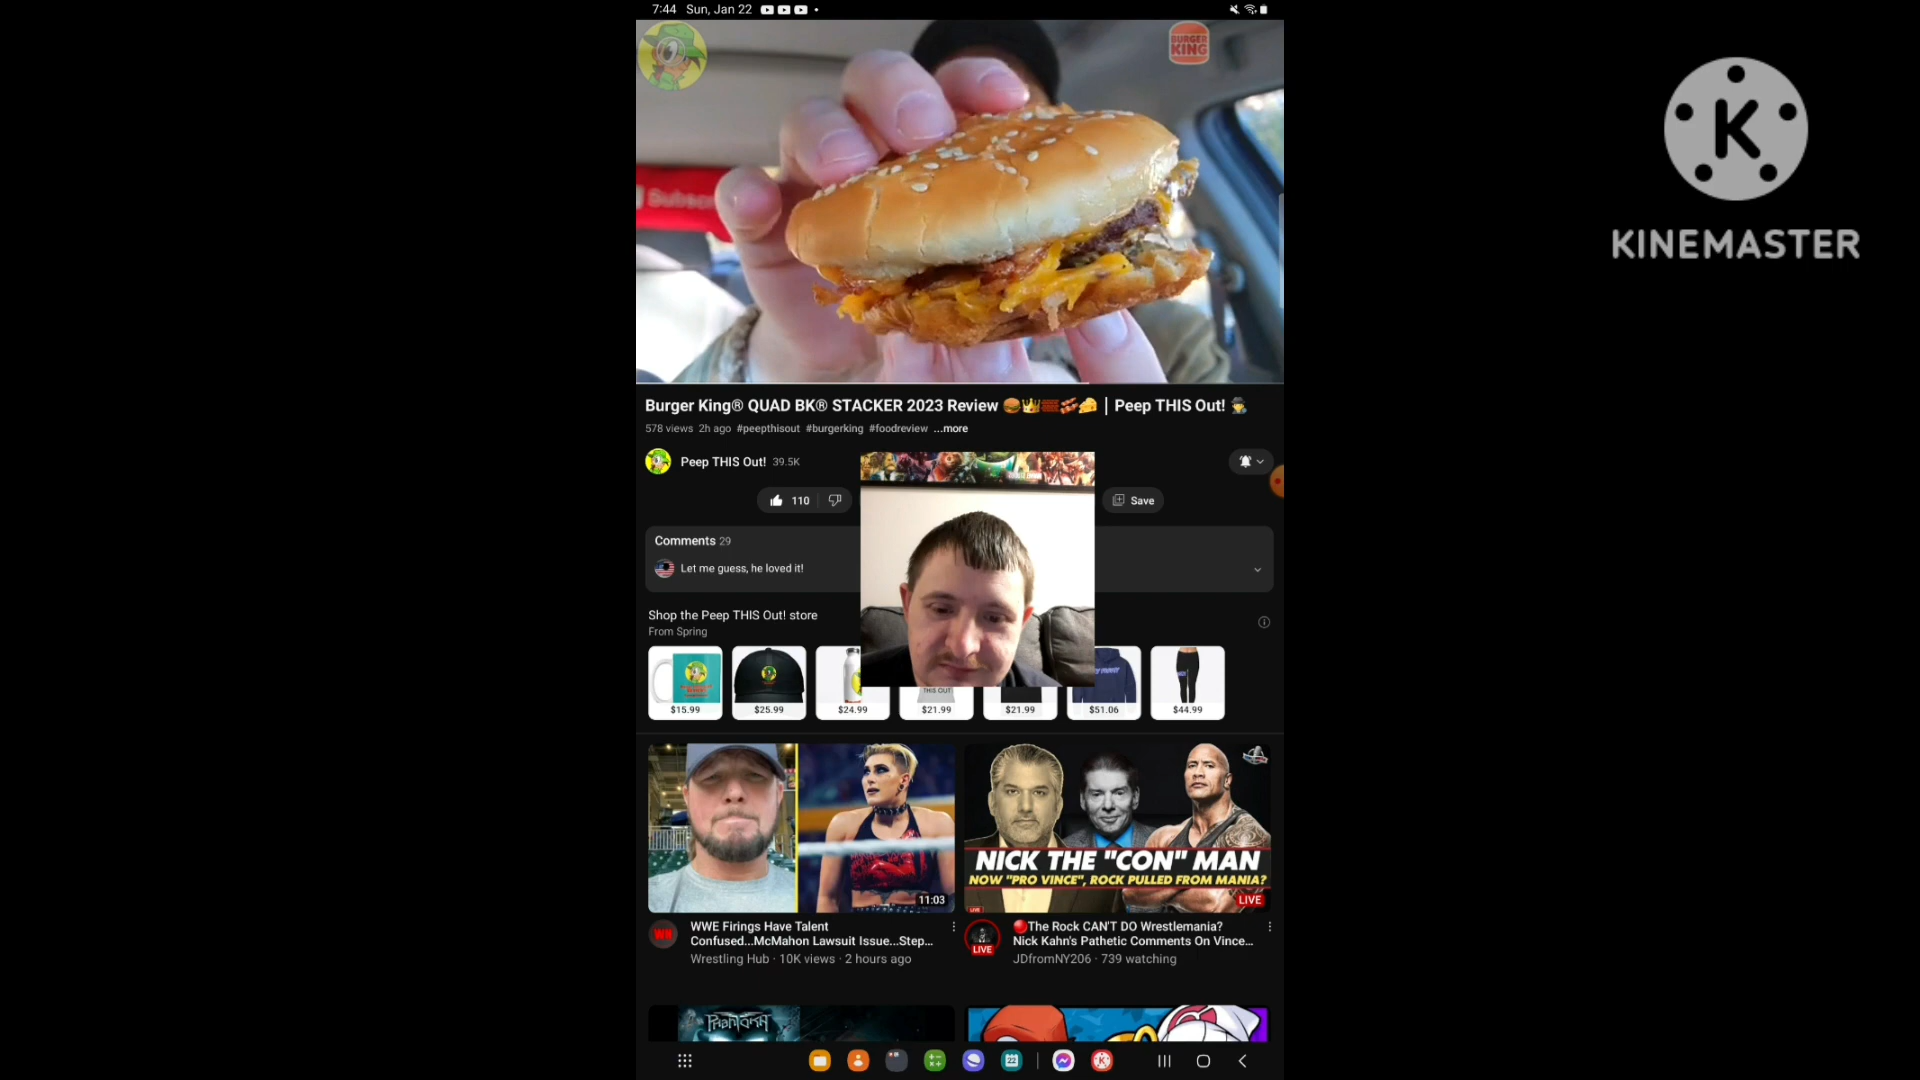 7:44 Sun, Jan 22
BURGER
KING
KINEMASTER
Burger King® QUAD BK® STACKER 2023 Review 🍔👑🧱🥓🧀 | Peep THIS Out! 🕵️
578 views 2h ago #peepthisout #burgerking #foodreview ...more
Peep THIS Out! 39.5K
110
Save
Comments 29
Let me guess, he loved it!
Shop the Peep THIS Out! store
From Spring
THIS OUT
$15.99
$25.99
$24.99
$21.99
$21.99
$51.06
$44.99
11:03
NICK THE "CON" MAN
NOW "PRO VINCE", ROCK PULLED FROM MANIA?
LIVE
WN
WWE Firings Have Talent
Confused...McMahon Lawsuit Issue...Step...
Wrestling Hub · 10K views · 2 hours ago
LIVE
🔴The Rock CAN'T DO Wrestlemania?
Nick Kahn's Pathetic Comments On Vince...
JDfromNY206 · 739 watching
22